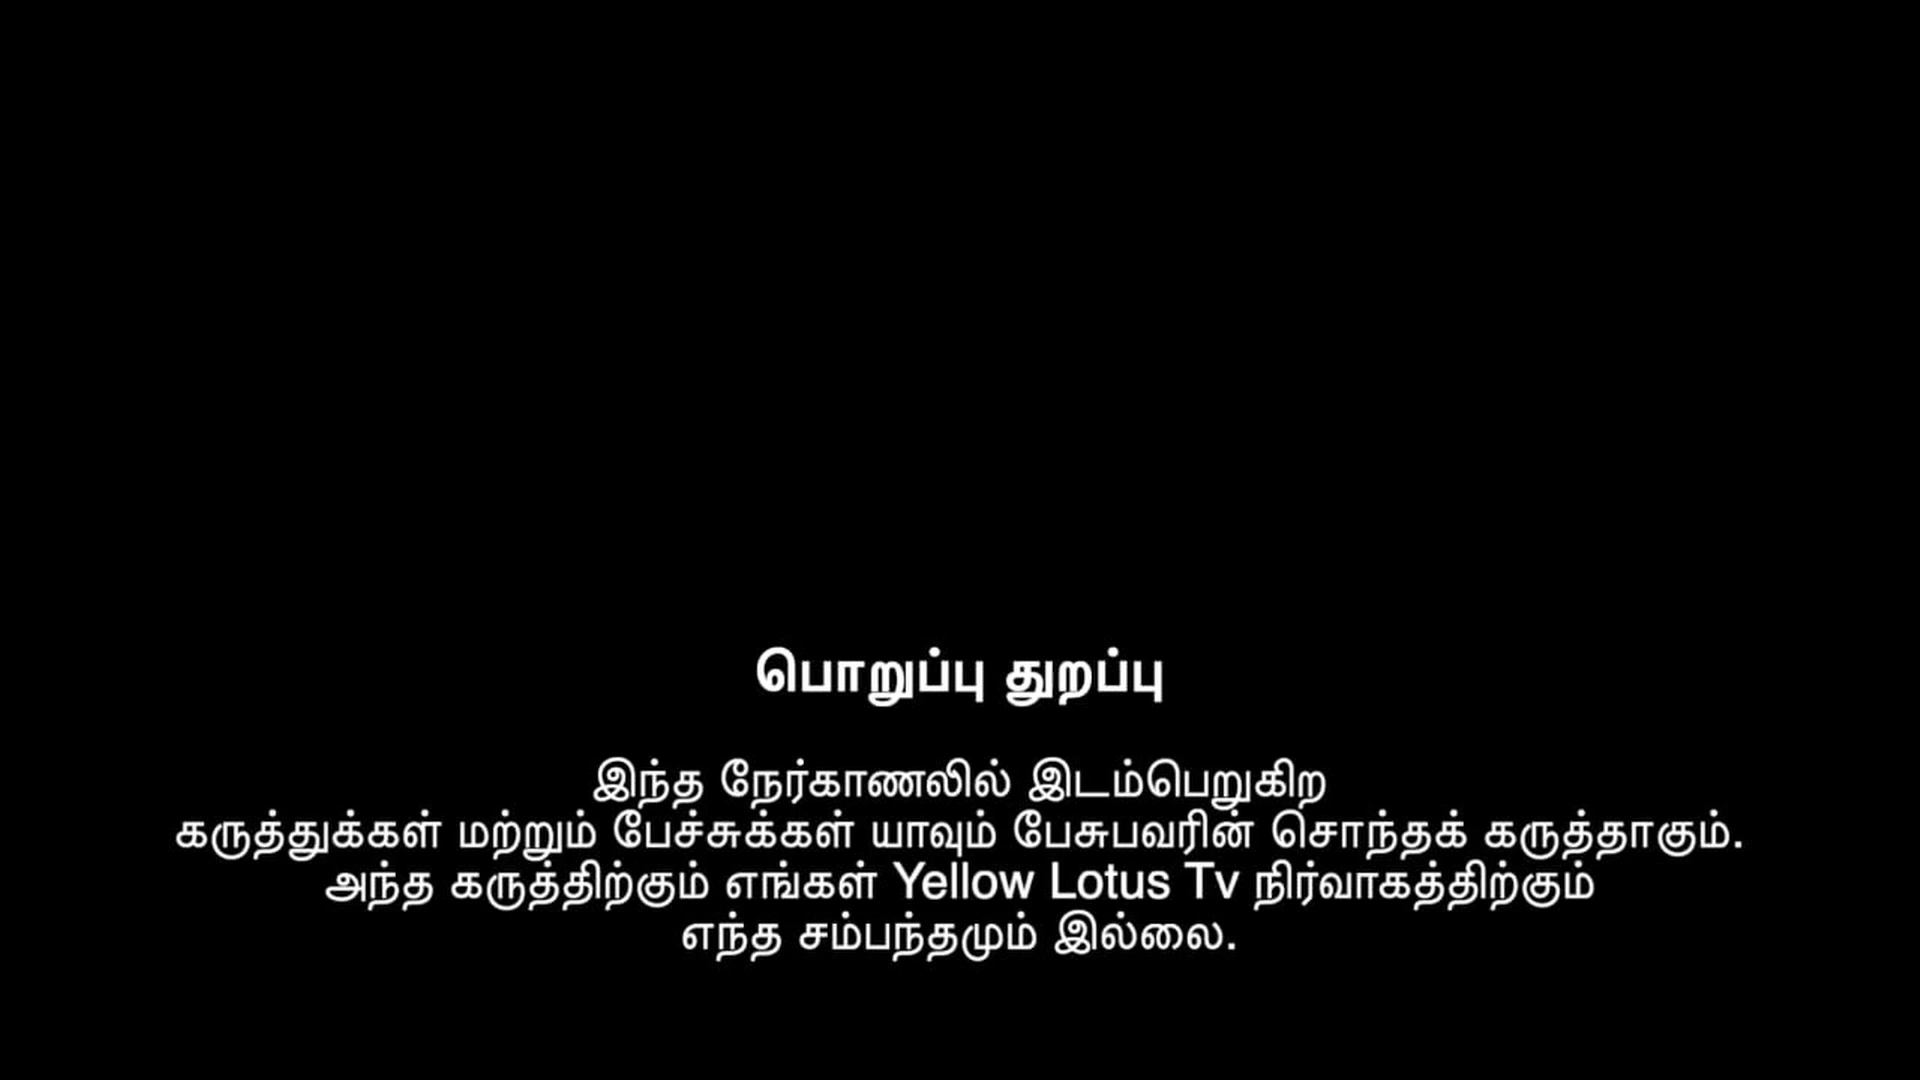 பொறுப்பு துறப்பு
இந்த நேர்காணலில் இடம்பெறுகிற
கருத்துக்கள் மற்றும் பேச்சுக்கள் யாவும் பேசுபவரின் சொந்தக் கருத்தாகும்.
அந்த கருத்திற்கும் எங்கள் Yellow Lotus Tv நிர்வாகத்திற்கும்
எந்த சம்பந்தமும் இல்லை.